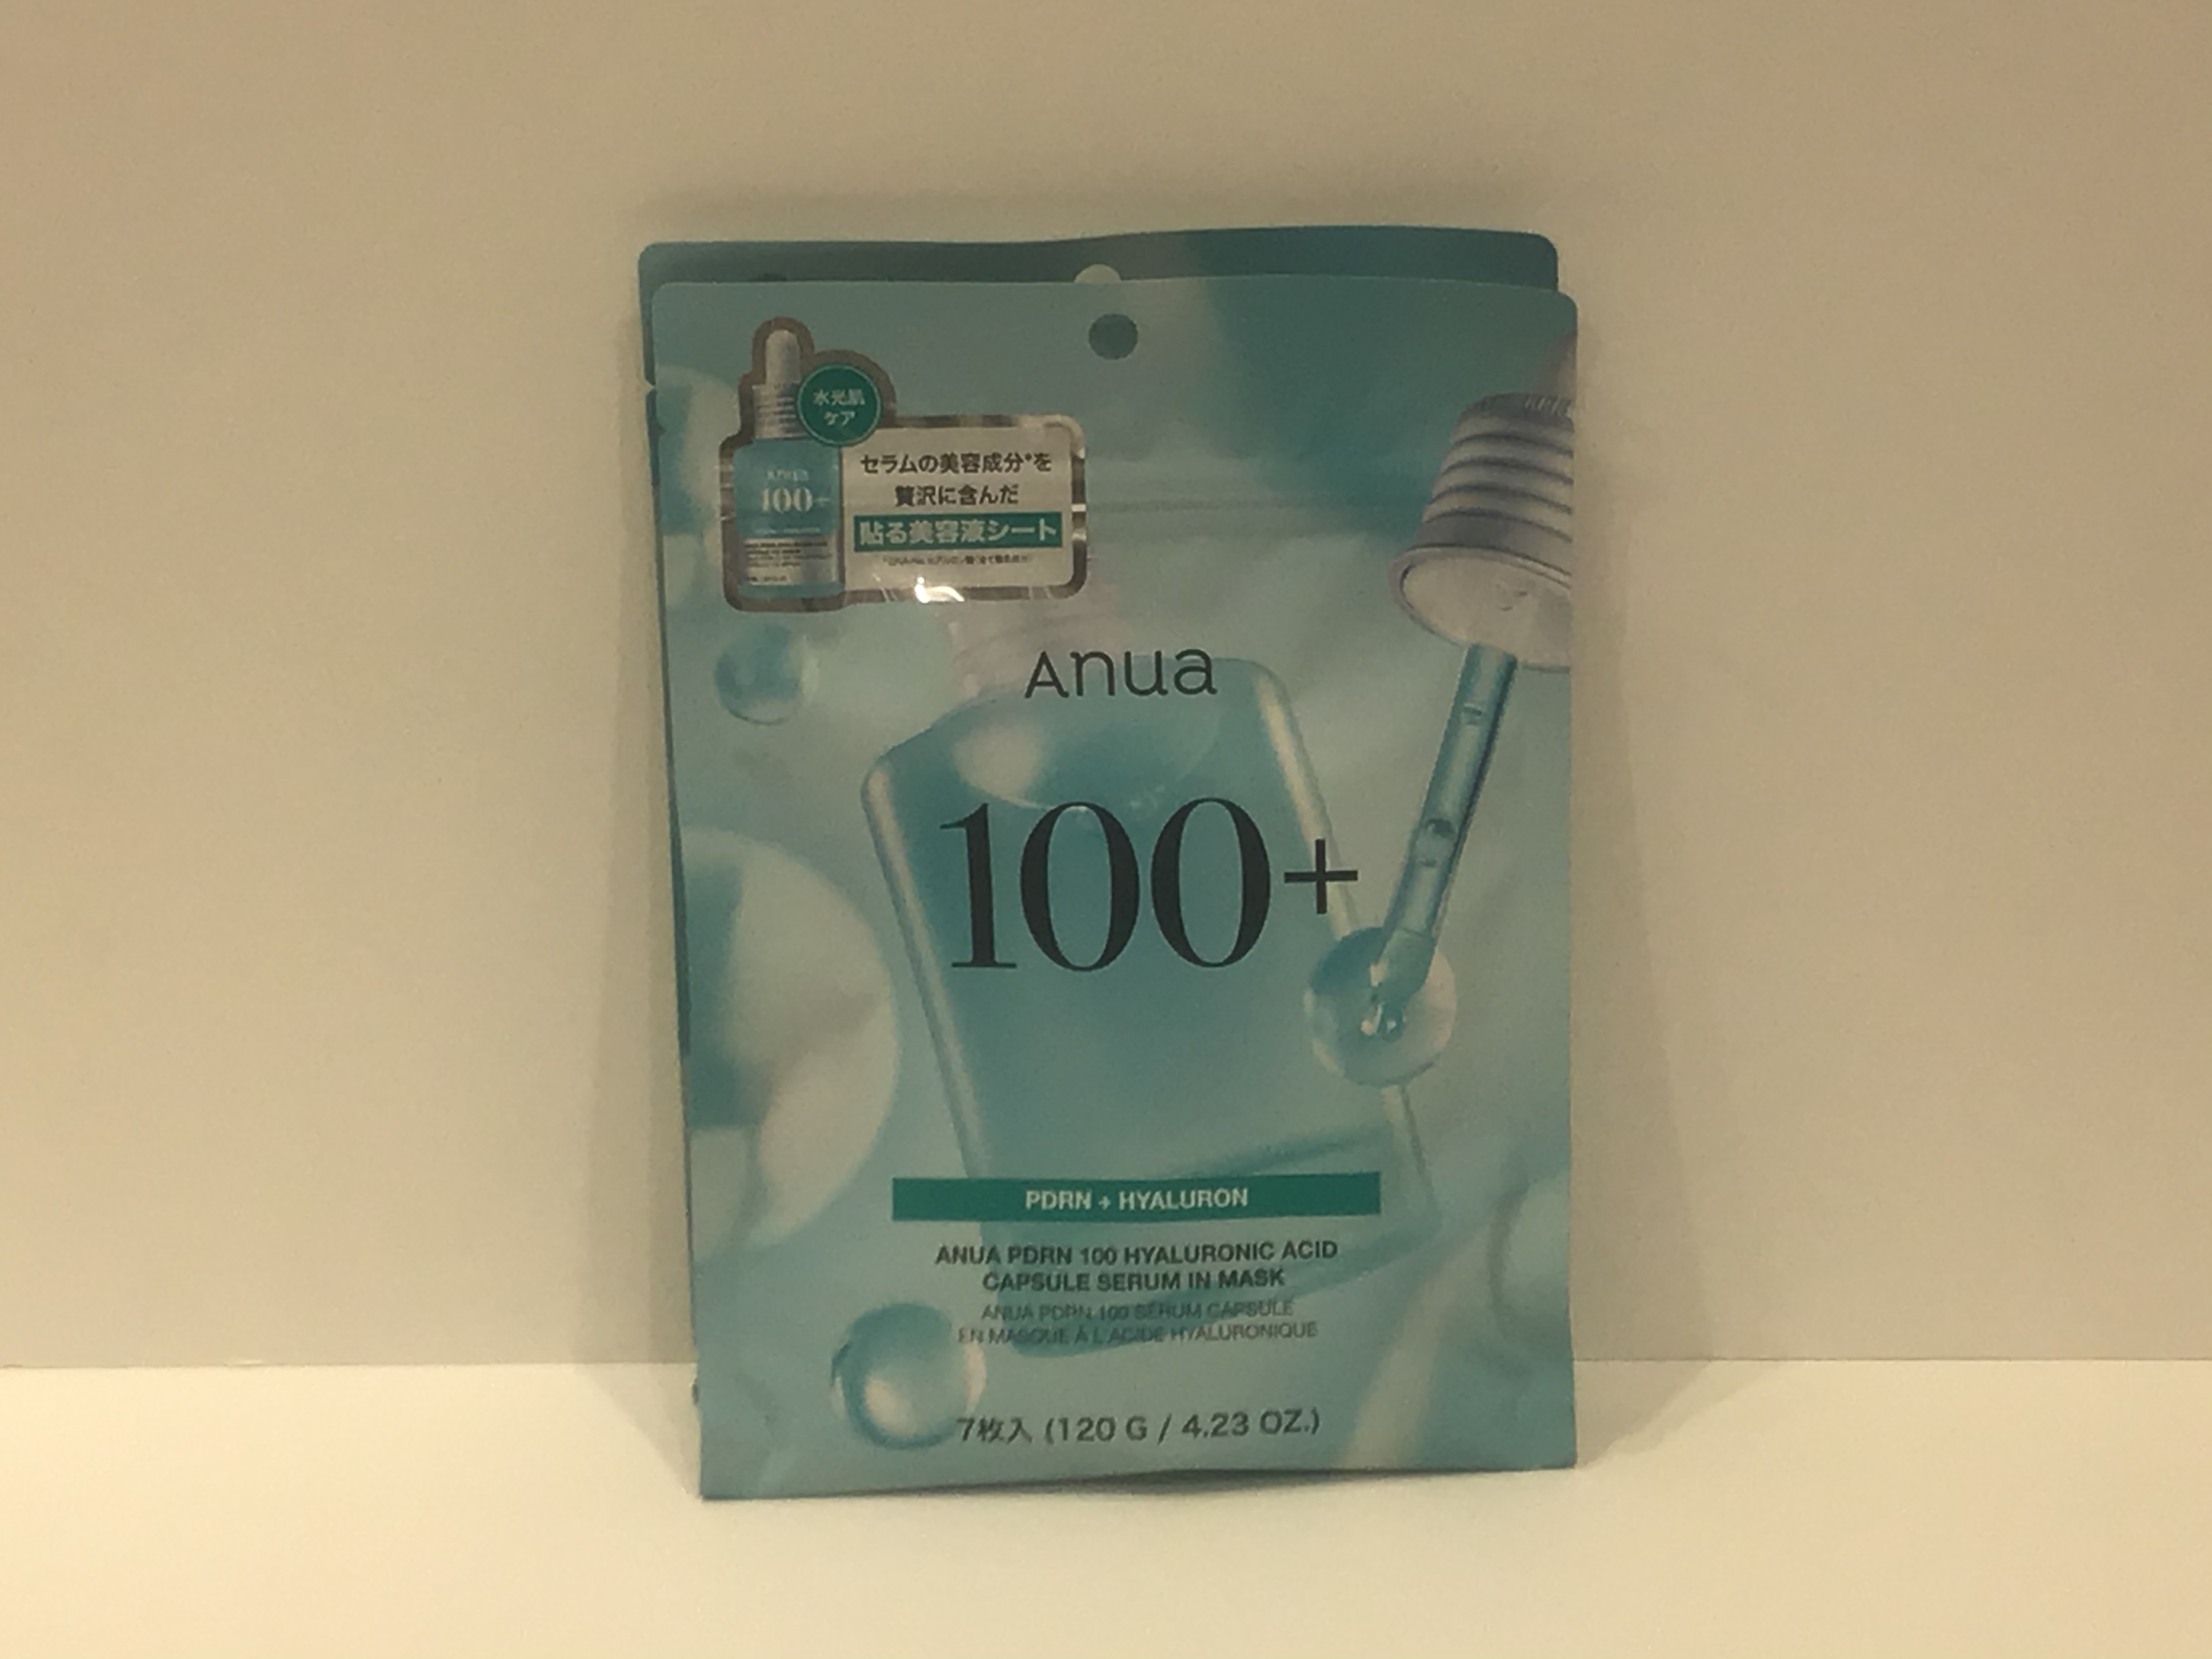 水光肌
ケア
セラムの美容成分*を
贅沢に含んだ
貼る美容液シート
100+
Anua
100+
PDRN + HYALURON
ANUA PDRN 100 HYALURONIC ACID
CAPSULE SERUM IN MASK
ANUA PDRN 100 SÉRUM CAPSULE
EN MASQUE À L'ACIDE HYALURONIQUE
7枚入 (120 G / 4.23 OZ.)